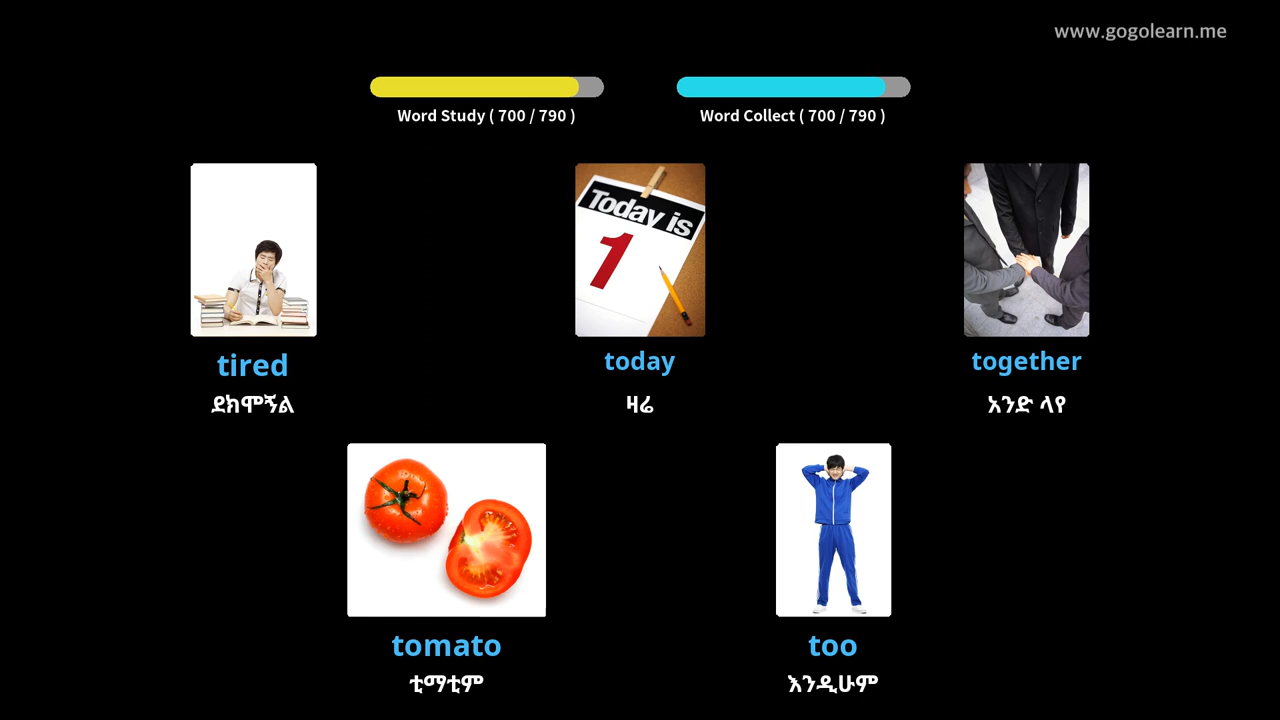 www.gogolearn.me
Word Study ( 700 / 790 )
Word Collect ( 700 / 790 )
Today is
1
tired
ደክሞኝል
today
ዛሬ
together
አንድ ላየ
tomato
ቲማቲም
too
እንዲሁም